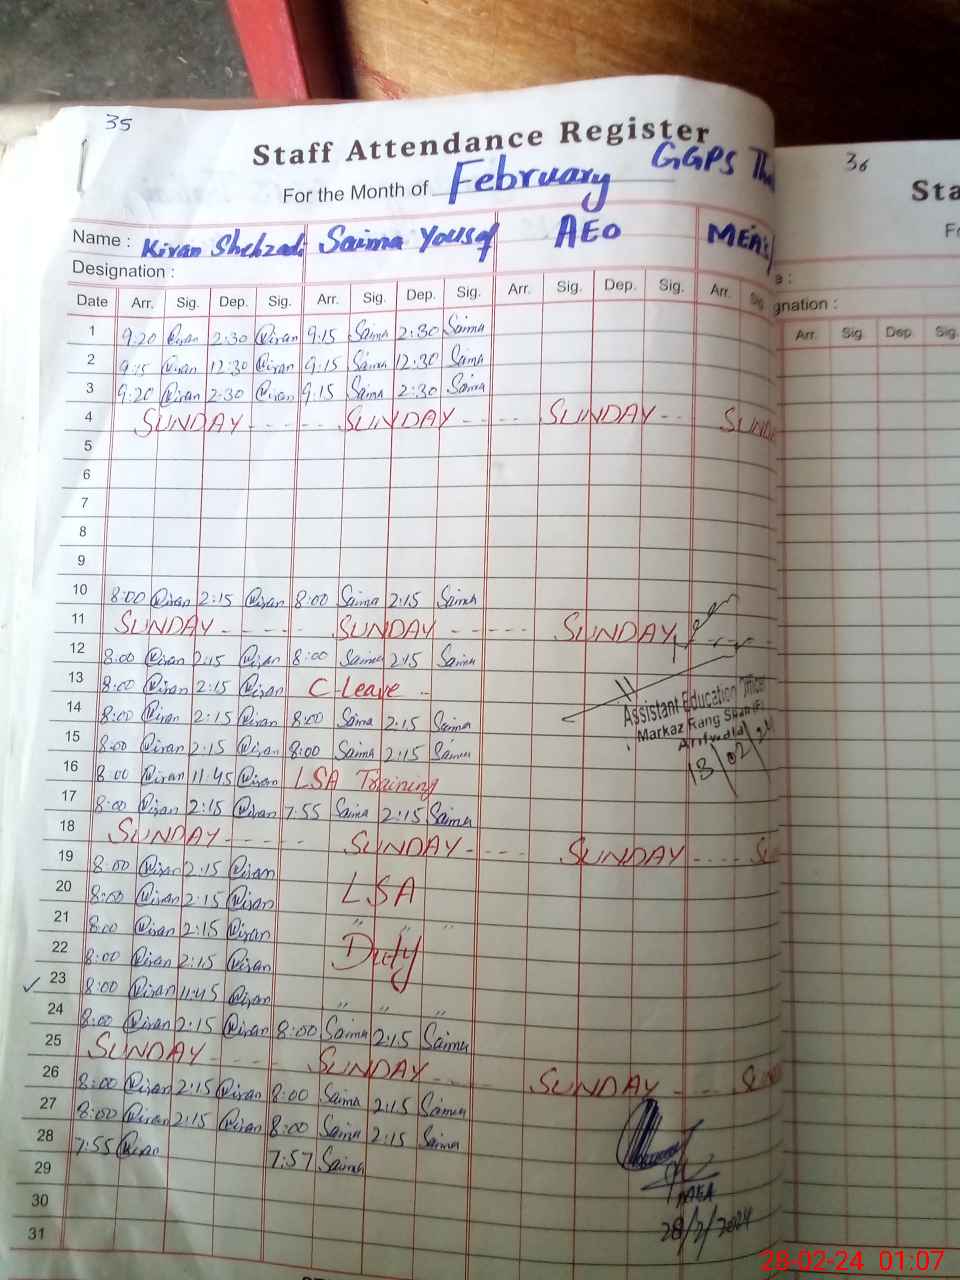 35
Staff Attendance Register
For the Month of February GGPS
Name : Kiran Shehzadi Saima Yousaf AEO MEA's
Designation :
Date Arr. Sig. Dep. Sig. Arr. Sig. Dep. Sig. Arr. Sig. Dep. Sig. Arr. Sig.
1 9:20 Kiran 2:30 Kiran 9:15 Saima 2:30 Saima
2 9:15 Kiran 12:30 Kiran 9:15 Saima 12:30 Saima
3 9:20 Kiran 2:30 Kiran 9:15 Saima 2:30 Saima
4 SUNDAY SUNDAY SUNDAY SUNDAY
5
6
7
8
9
10 8:00 Kiran 2:15 Kiran 8:00 Saima 2:15 Saima
11 SUNDAY SUNDAY SUNDAY
12 8:00 Kiran 2:15 Kiran 8:00 Saima 2:15 Saima
13 8:00 Kiran 2:15 Kiran C-Leave
14 8:00 Kiran 2:15 Kiran 8:00 Saima 2:15 Saima
15 8:00 Kiran 2:15 Kiran 8:00 Saima 2:15 Saima
16 8:00 Kiran 11:45 Kiran LSA Training
17 8:00 Kiran 2:15 Kiran 7:55 Saima 2:15 Saima
18 SUNDAY SUNDAY SUNDAY
19 8:00 Kiran 2:15 Kiran
20 8:00 Kiran 2:15 Kiran LSA
21 8:00 Kiran 2:15 Kiran " " "
22 8:00 Kiran 2:15 Kiran Duty
23 8:00 Kiran 11:45 Kiran " " "
24 8:00 Kiran 2:15 Kiran 8:00 Saima 2:15 Saima
25 SUNDAY SUNDAY SUNDAY
26 8:00 Kiran 2:15 Kiran 8:00 Saima 2:15 Saima
27 8:00 Kiran 2:15 Kiran 8:00 Saima 2:15 Saima
28 7:55 Kiran 7:57 Saima
29
30
31
Assistant Education Officer
Markaz Rang Shah (F)
Arifwala
13/02/24
MEA
28/2/2024
36
Sta
Fo
e :
gnation :
Arr. Sig. Dep. Sig.
28-02-24 01:07